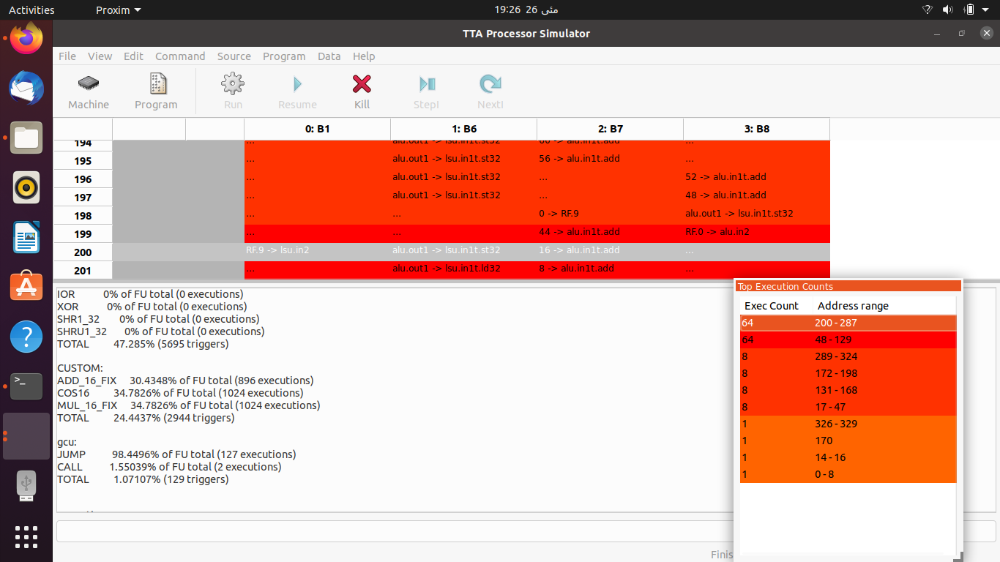 Activities Proxim 19:26 26 مئی
TTA Processor Simulator
File View Edit Command Source Program Data Help
Machine Program Run Resume Kill StepI NextI
0: B1 1: B6 2: B7 3: B8
194 ... alu.out1 -> lsu.in1t.st32 60 -> alu.in1t.add ...
195 ... alu.out1 -> lsu.in1t.st32 56 -> alu.in1t.add ...
196 ... alu.out1 -> lsu.in1t.st32 ... 52 -> alu.in1t.add
197 ... alu.out1 -> lsu.in1t.st32 ... 48 -> alu.in1t.add
198 ... ... 0 -> RF.9 alu.out1 -> lsu.in1t.st32
199 ... ... 44 -> alu.in1t.add RF.0 -> alu.in2
200 RF.9 -> lsu.in2 alu.out1 -> lsu.in1t.st32 16 -> alu.in1t.add ...
201 ... alu.out1 -> lsu.in1t.ld32 8 -> alu.in1t.add ...
IOR 0% of FU total (0 executions)
XOR 0% of FU total (0 executions)
SHR1_32 0% of FU total (0 executions)
SHRU1_32 0% of FU total (0 executions)
TOTAL 47.285% (5695 triggers)
CUSTOM:
ADD_16_FIX 30.4348% of FU total (896 executions)
COS16 34.7826% of FU total (1024 executions)
MUL_16_FIX 34.7826% of FU total (1024 executions)
TOTAL 24.4437% (2944 triggers)
gcu:
JUMP 98.4496% of FU total (127 executions)
CALL 1.55039% of FU total (2 executions)
TOTAL 1.07107% (129 triggers)
Top Execution Counts
Exec Count Address range
64 200 - 287
64 48 - 129
8 289 - 324
8 172 - 198
8 131 - 168
8 17 - 47
1 326 - 329
1 170
1 14 - 16
1 0 - 8
Finis